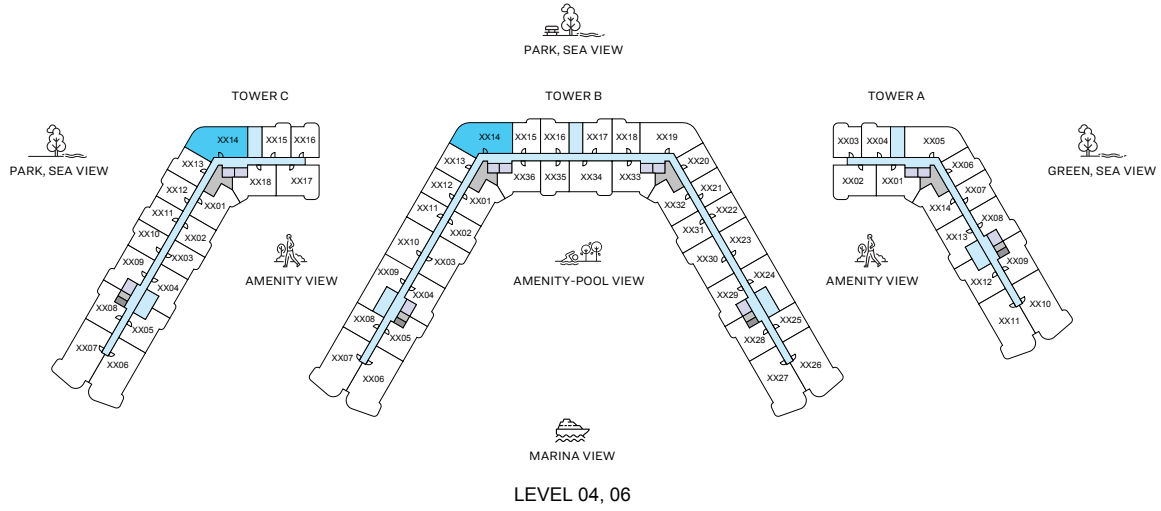 PARK, SEA VIEW
TOWER C
TOWER B
TOWER A
PARK, SEA VIEW
GREEN, SEA VIEW
XX14
XX15
XX16
XX13
XX18
XX17
XX12
XX01
XX11
XX02
XX10
XX03
XX09
XX04
XX08
XX05
XX07
XX06
XX14
XX15
XX16
XX17
XX18
XX19
XX13
XX36
XX35
XX34
XX33
XX20
XX12
XX01
XX32
XX21
XX11
XX02
XX31
XX22
XX10
XX03
XX30
XX23
XX09
XX04
XX29
XX24
XX08
XX05
XX28
XX25
XX07
XX06
XX27
XX26
XX03
XX04
XX05
XX02
XX01
XX06
XX14
XX07
XX13
XX08
XX12
XX09
XX11
XX10
AMENITY VIEW
AMENITY-POOL VIEW
AMENITY VIEW
MARINA VIEW
LEVEL 04, 06